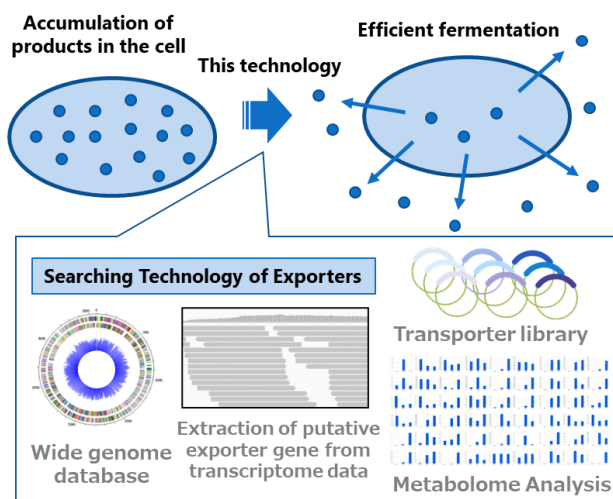 Accumulation of
products in the cell
This technology
Efficient fermentation
Searching Technology of Exporters
Wide genome
database
Extraction of putative
exporter gene from
transcriptome data
Transporter library
Metabolome Analysis